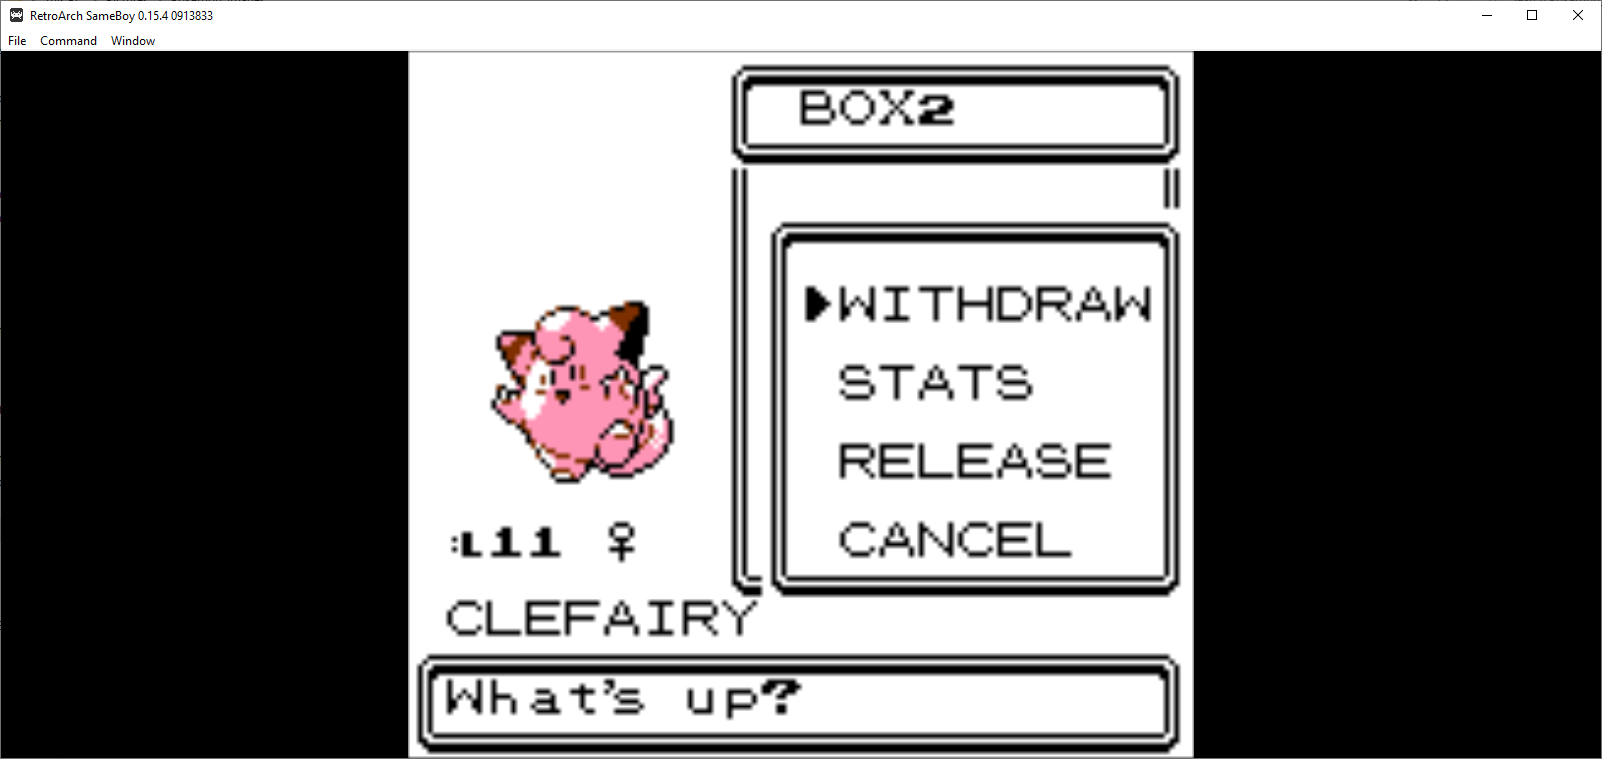 RetroArch SameBoy 0.15.4 0913833
File Command Window
BOX2
▶WITHDRAW
STATS
RELEASE
CANCEL
:L11 ♀
CLEFAIRY
What's up?